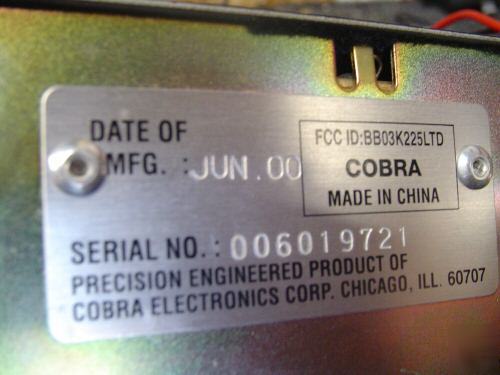 DATE OF
MFG. : JUN.00
FCC ID:BB03K225LTD
COBRA
MADE IN CHINA
SERIAL NO. : 006019721
PRECISION ENGINEERED PRODUCT OF
COBRA ELECTRONICS CORP. CHICAGO, ILL. 60707